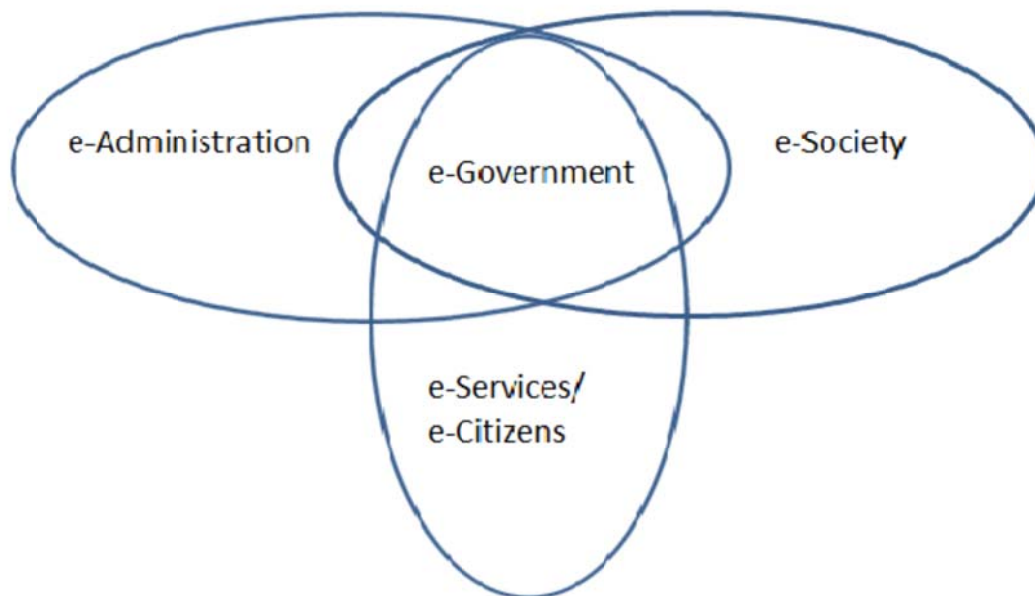 e-Administration
e-Government
e-Society
e-Services/
e-Citizens